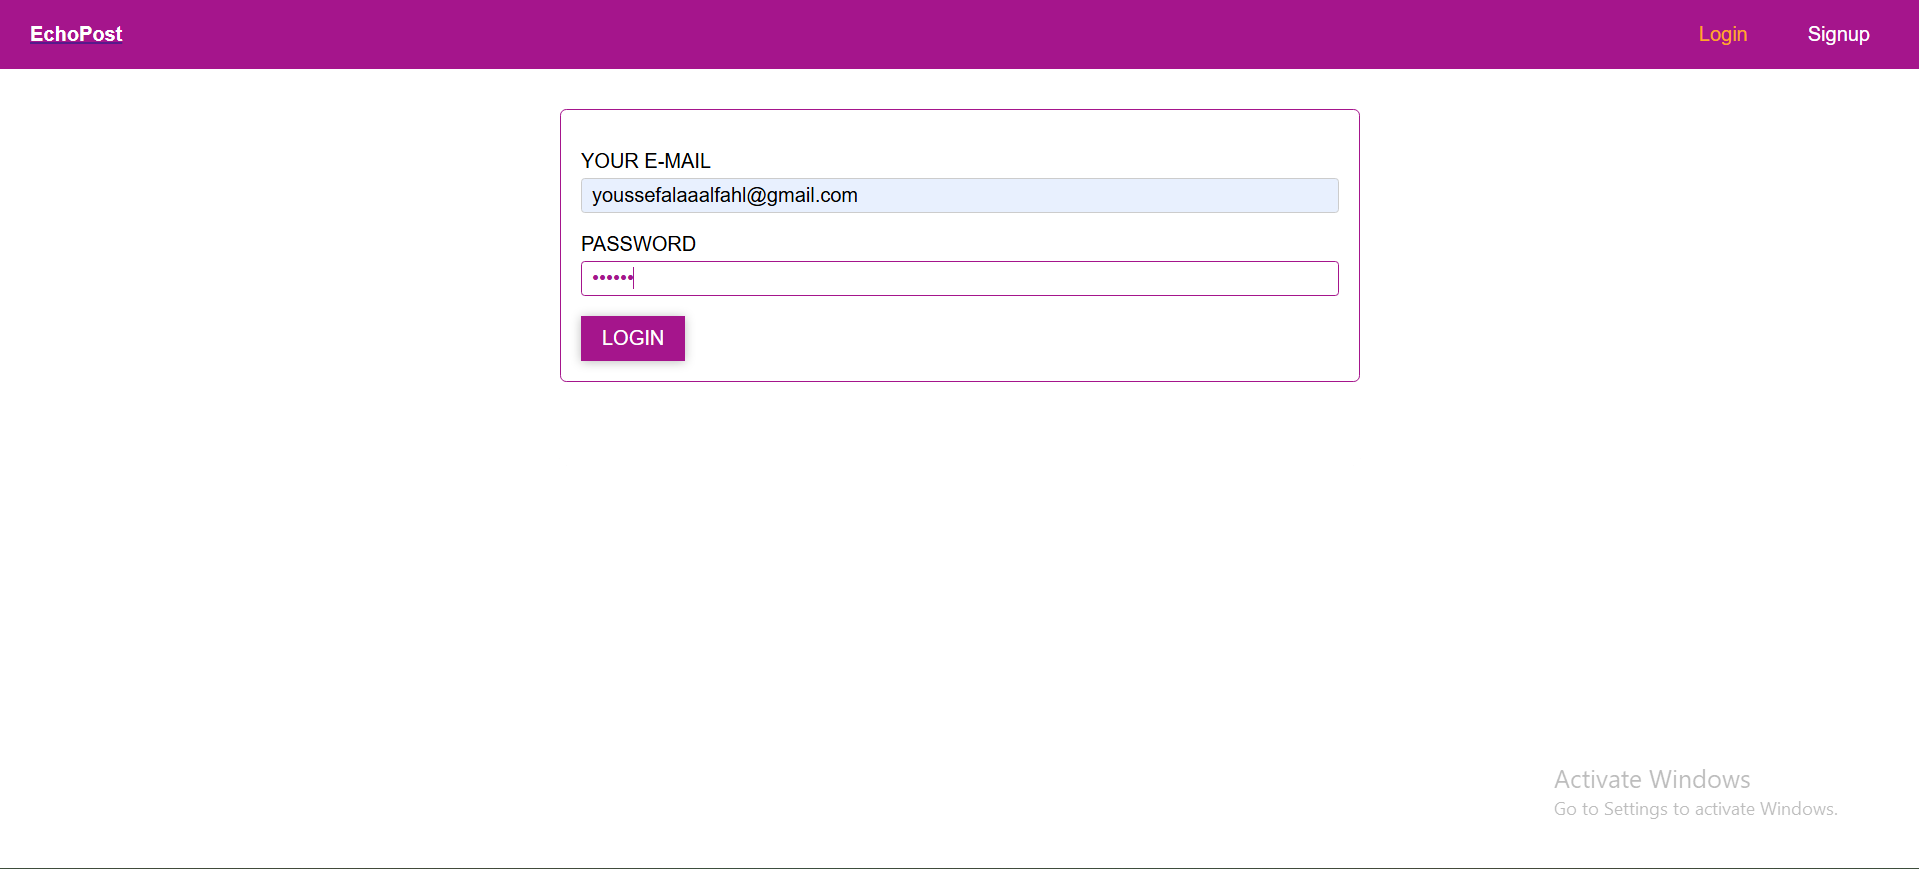 EchoPost
Login
Signup
YOUR E-MAIL
youssefalaaalfahl@gmail.com
PASSWORD
••••••
LOGIN
Activate Windows
Go to Settings to activate Windows.